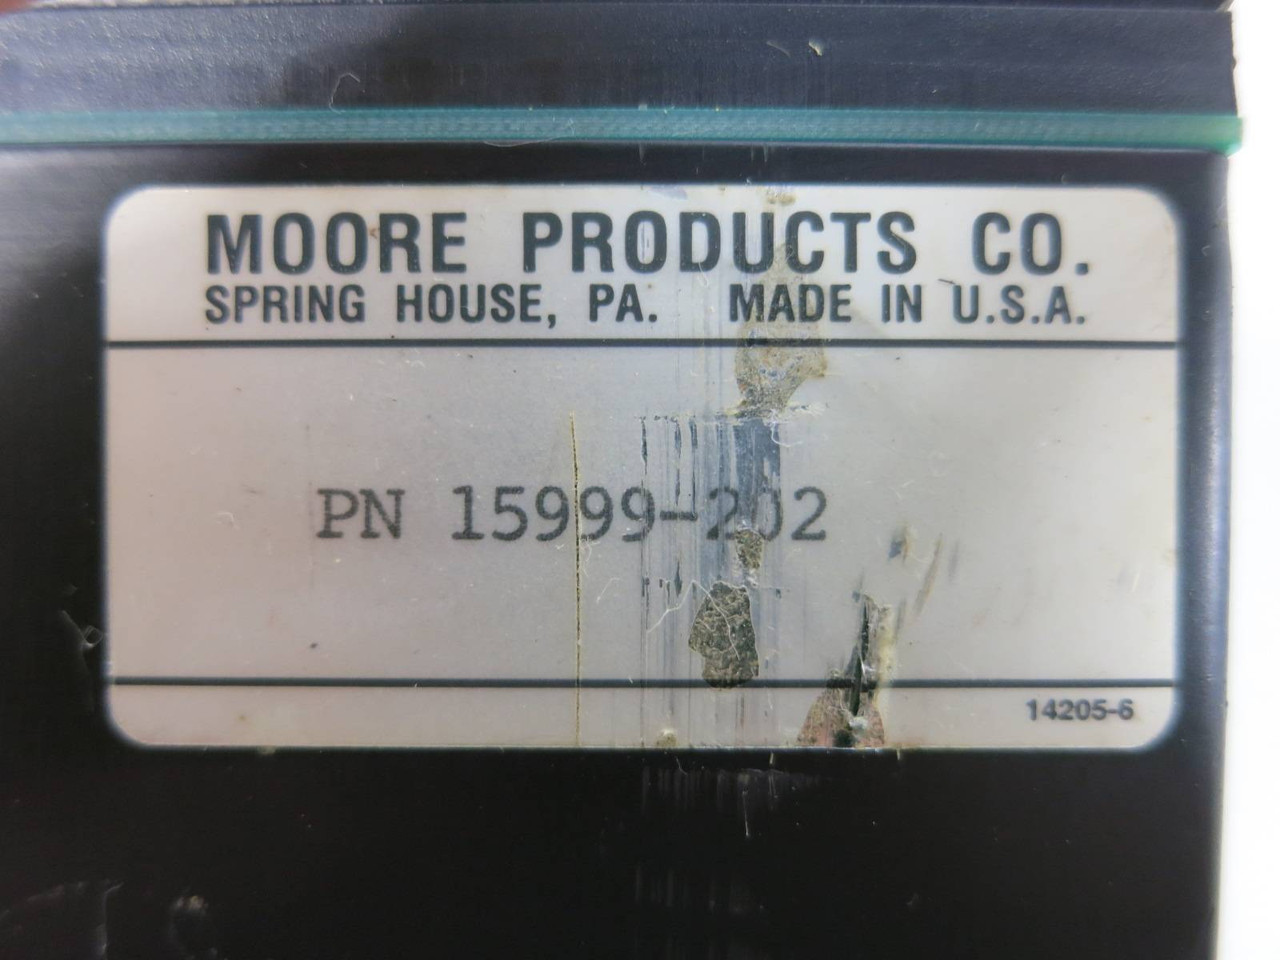 MOORE PRODUCTS CO.
SPRING HOUSE, PA. MADE IN U.S.A.
PN 15999-202
14205-6